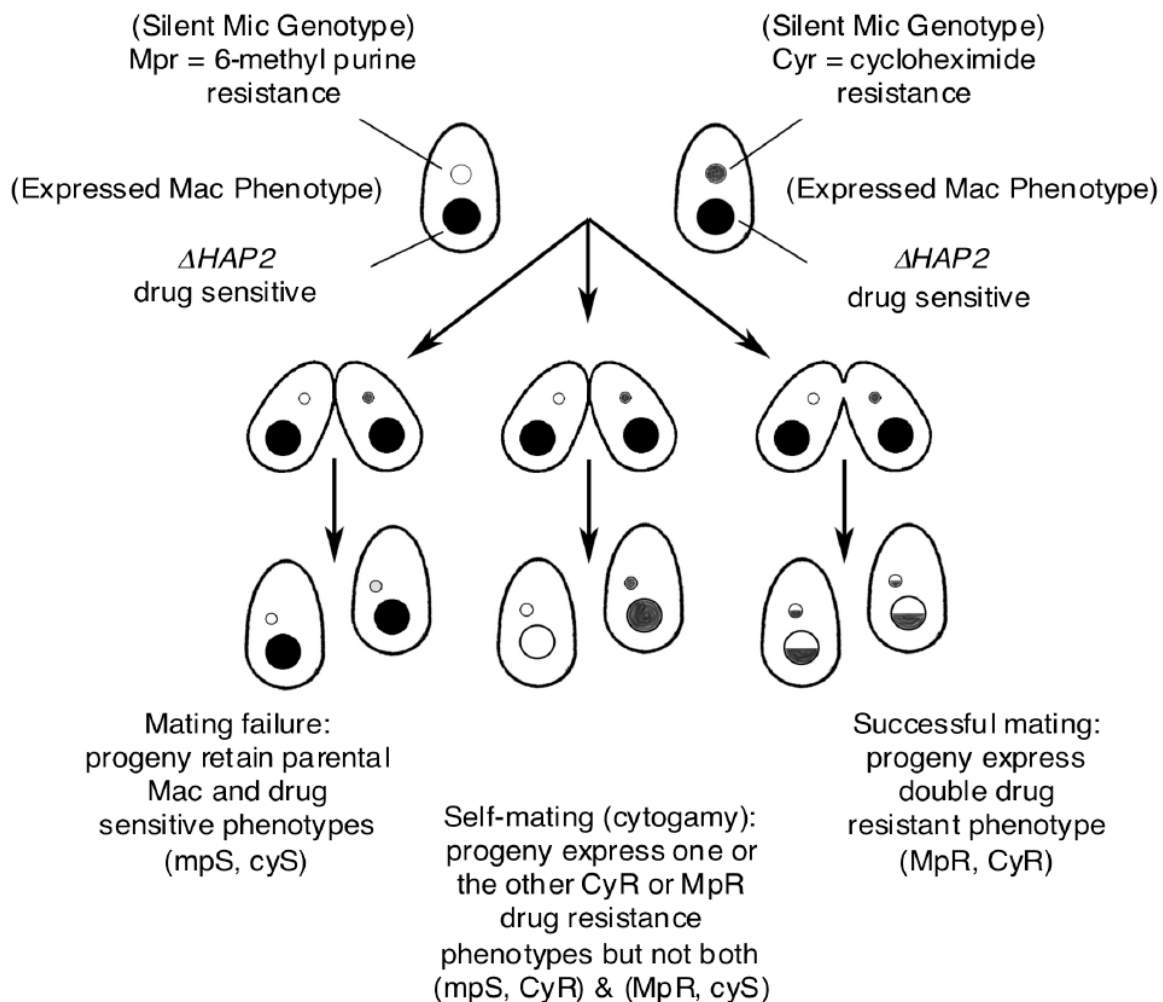 (Silent Mic Genotype)
Mpr = 6-methyl purine
resistance
(Silent Mic Genotype)
Cyr = cycloheximide
resistance
(Expressed Mac Phenotype)
(Expressed Mac Phenotype)
ΔHAP2
drug sensitive
ΔHAP2
drug sensitive
Mating failure:
progeny retain parental
Mac and drug
sensitive phenotypes
(mpS, cyS)
Self-mating (cytogamy):
progeny express one or
the other CyR or MpR
drug resistance
phenotypes but not both
(mpS, CyR) & (MpR, cyS)
Successful mating:
progeny express
double drug
resistant phenotype
(MpR, CyR)